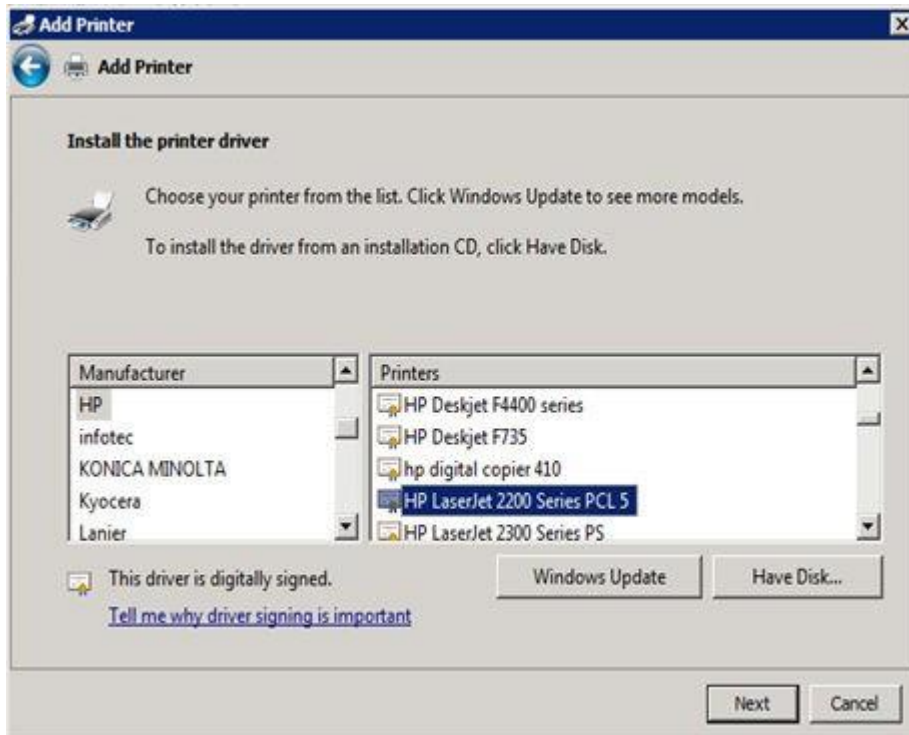 Add Printer
Add Printer
Install the printer driver
Choose your printer from the list. Click Windows Update to see more models.
To install the driver from an installation CD, click Have Disk.
Manufacturer
HP
infotec
KONICA MINOLTA
Kyocera
Lanier
Printers
HP Deskjet F4400 series
HP Deskjet F735
hp digital copier 410
HP LaserJet 2200 Series PCL 5
HP LaserJet 2300 Series PS
This driver is digitally signed.
Tell me why driver signing is important
Windows Update
Have Disk...
Next
Cancel